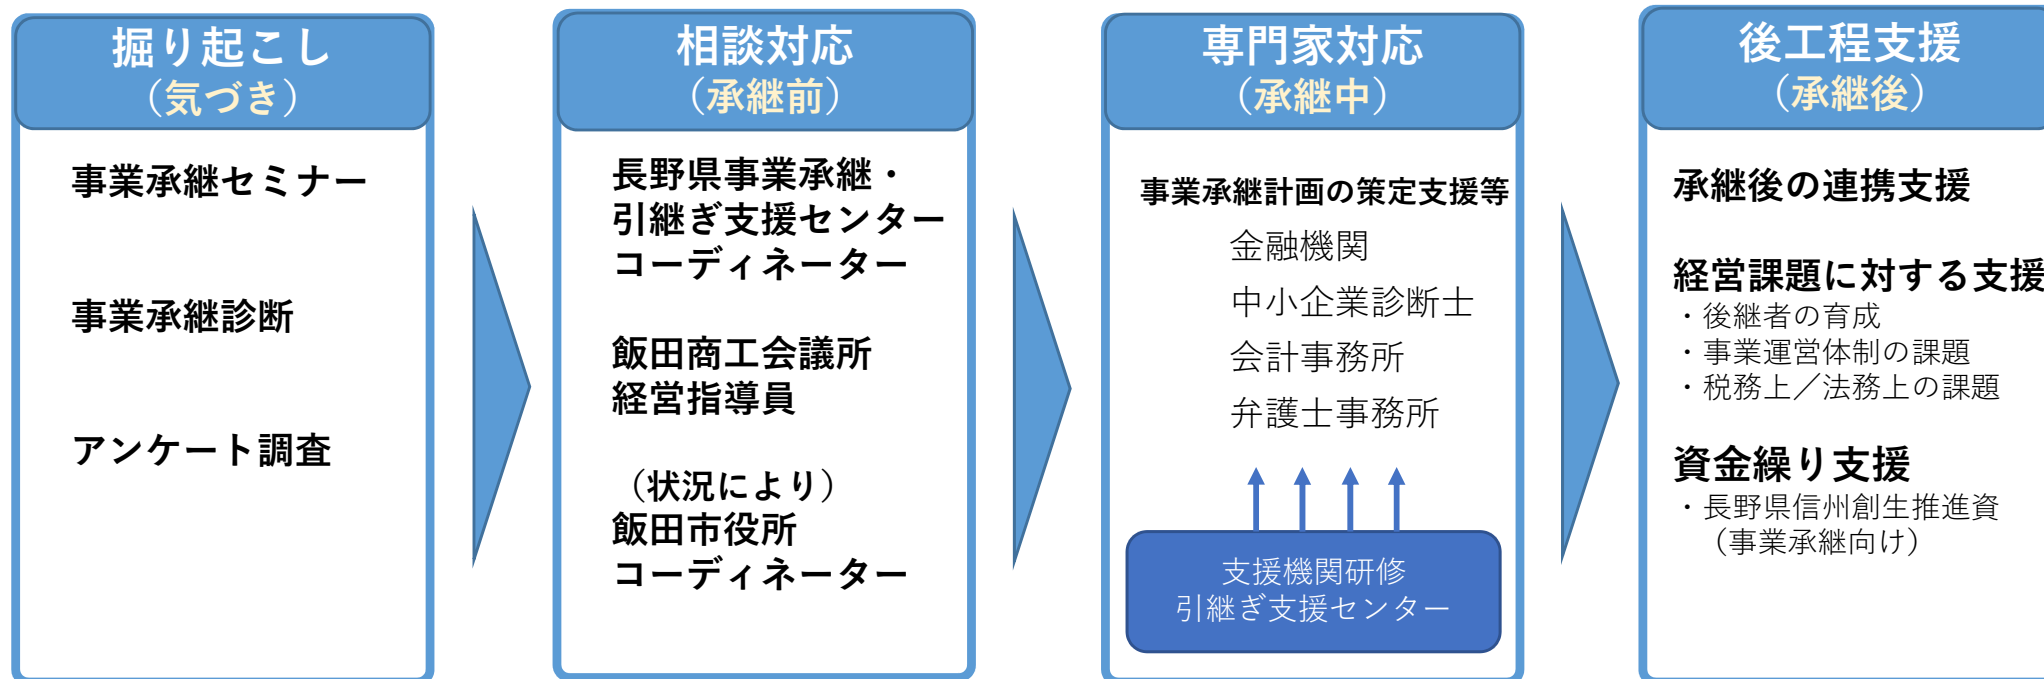 掘り起こし
（気づき）
事業承継セミナー
事業承継診断
アンケート調査
相談対応
（承継前）
長野県事業承継・
引継ぎ支援センター
コーディネーター
飯田商工会議所
経営指導員
（状況により）
飯田市役所
コーディネーター
専門家対応
（承継中）
事業承継計画の策定支援等
金融機関
中小企業診断士
会計事務所
弁護士事務所
支援機関研修
引継ぎ支援センター
後工程支援
（承継後）
承継後の連携支援
経営課題に対する支援
・後継者の育成
・事業運営体制の課題
・税務上／法務上の課題
資金繰り支援
・長野県信州創生推進資
（事業承継向け）